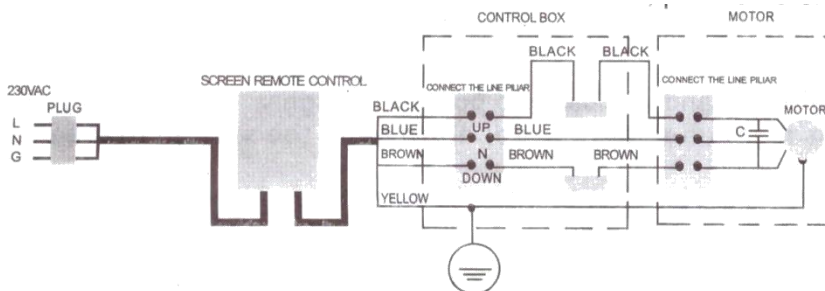 CONTROL BOX
MOTOR
BLACK
BLACK
SCREEN REMOTE CONTROL
CONNECT THE LINE PILIAR
CONNECT THE LINE PILIAR
230VAC
PLUG
BLACK
MOTOR
L
UP
C
BLUE
BLUE
N
BROWN
N
BROWN
BROWN
G
DOWN
YELLOW